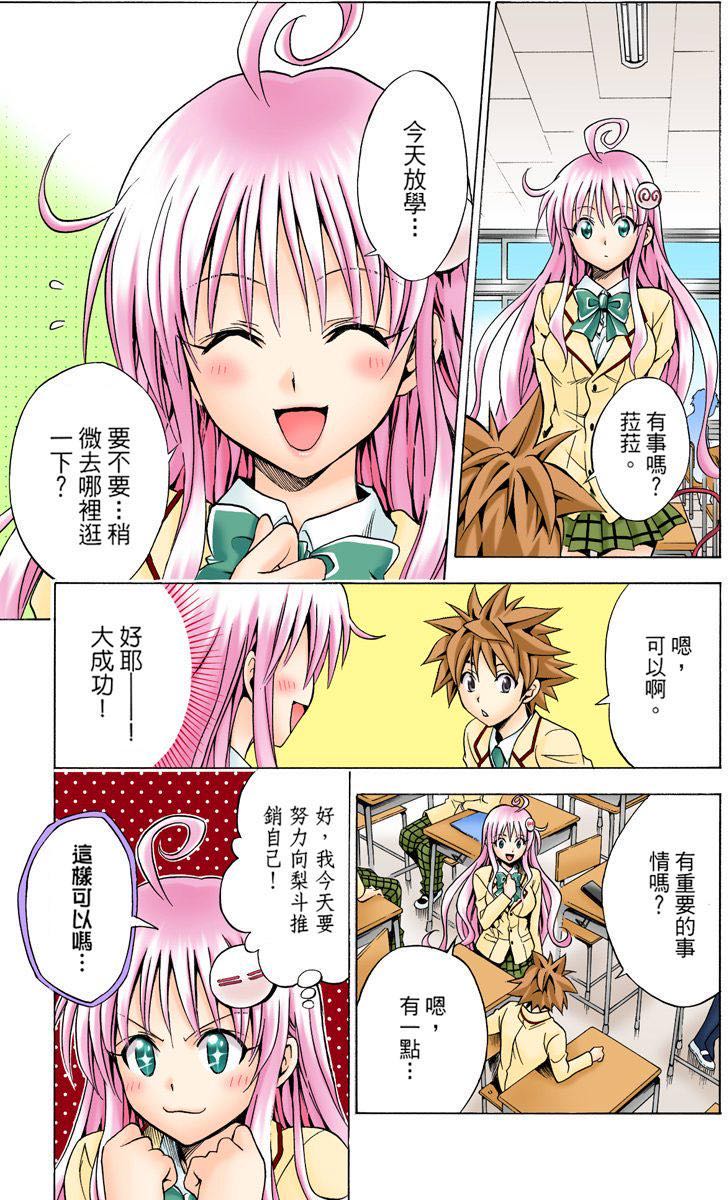 有事嗎？
菈菈。
今天放學…
要不要…稍
微去哪裡逛
一下？
嗯，
可以啊。
好耶——！
大成功！
有重要的事
情嗎？
嗯，
有一點…
好，我今天要
努力向梨斗推
銷自己！
這樣可以嗎…